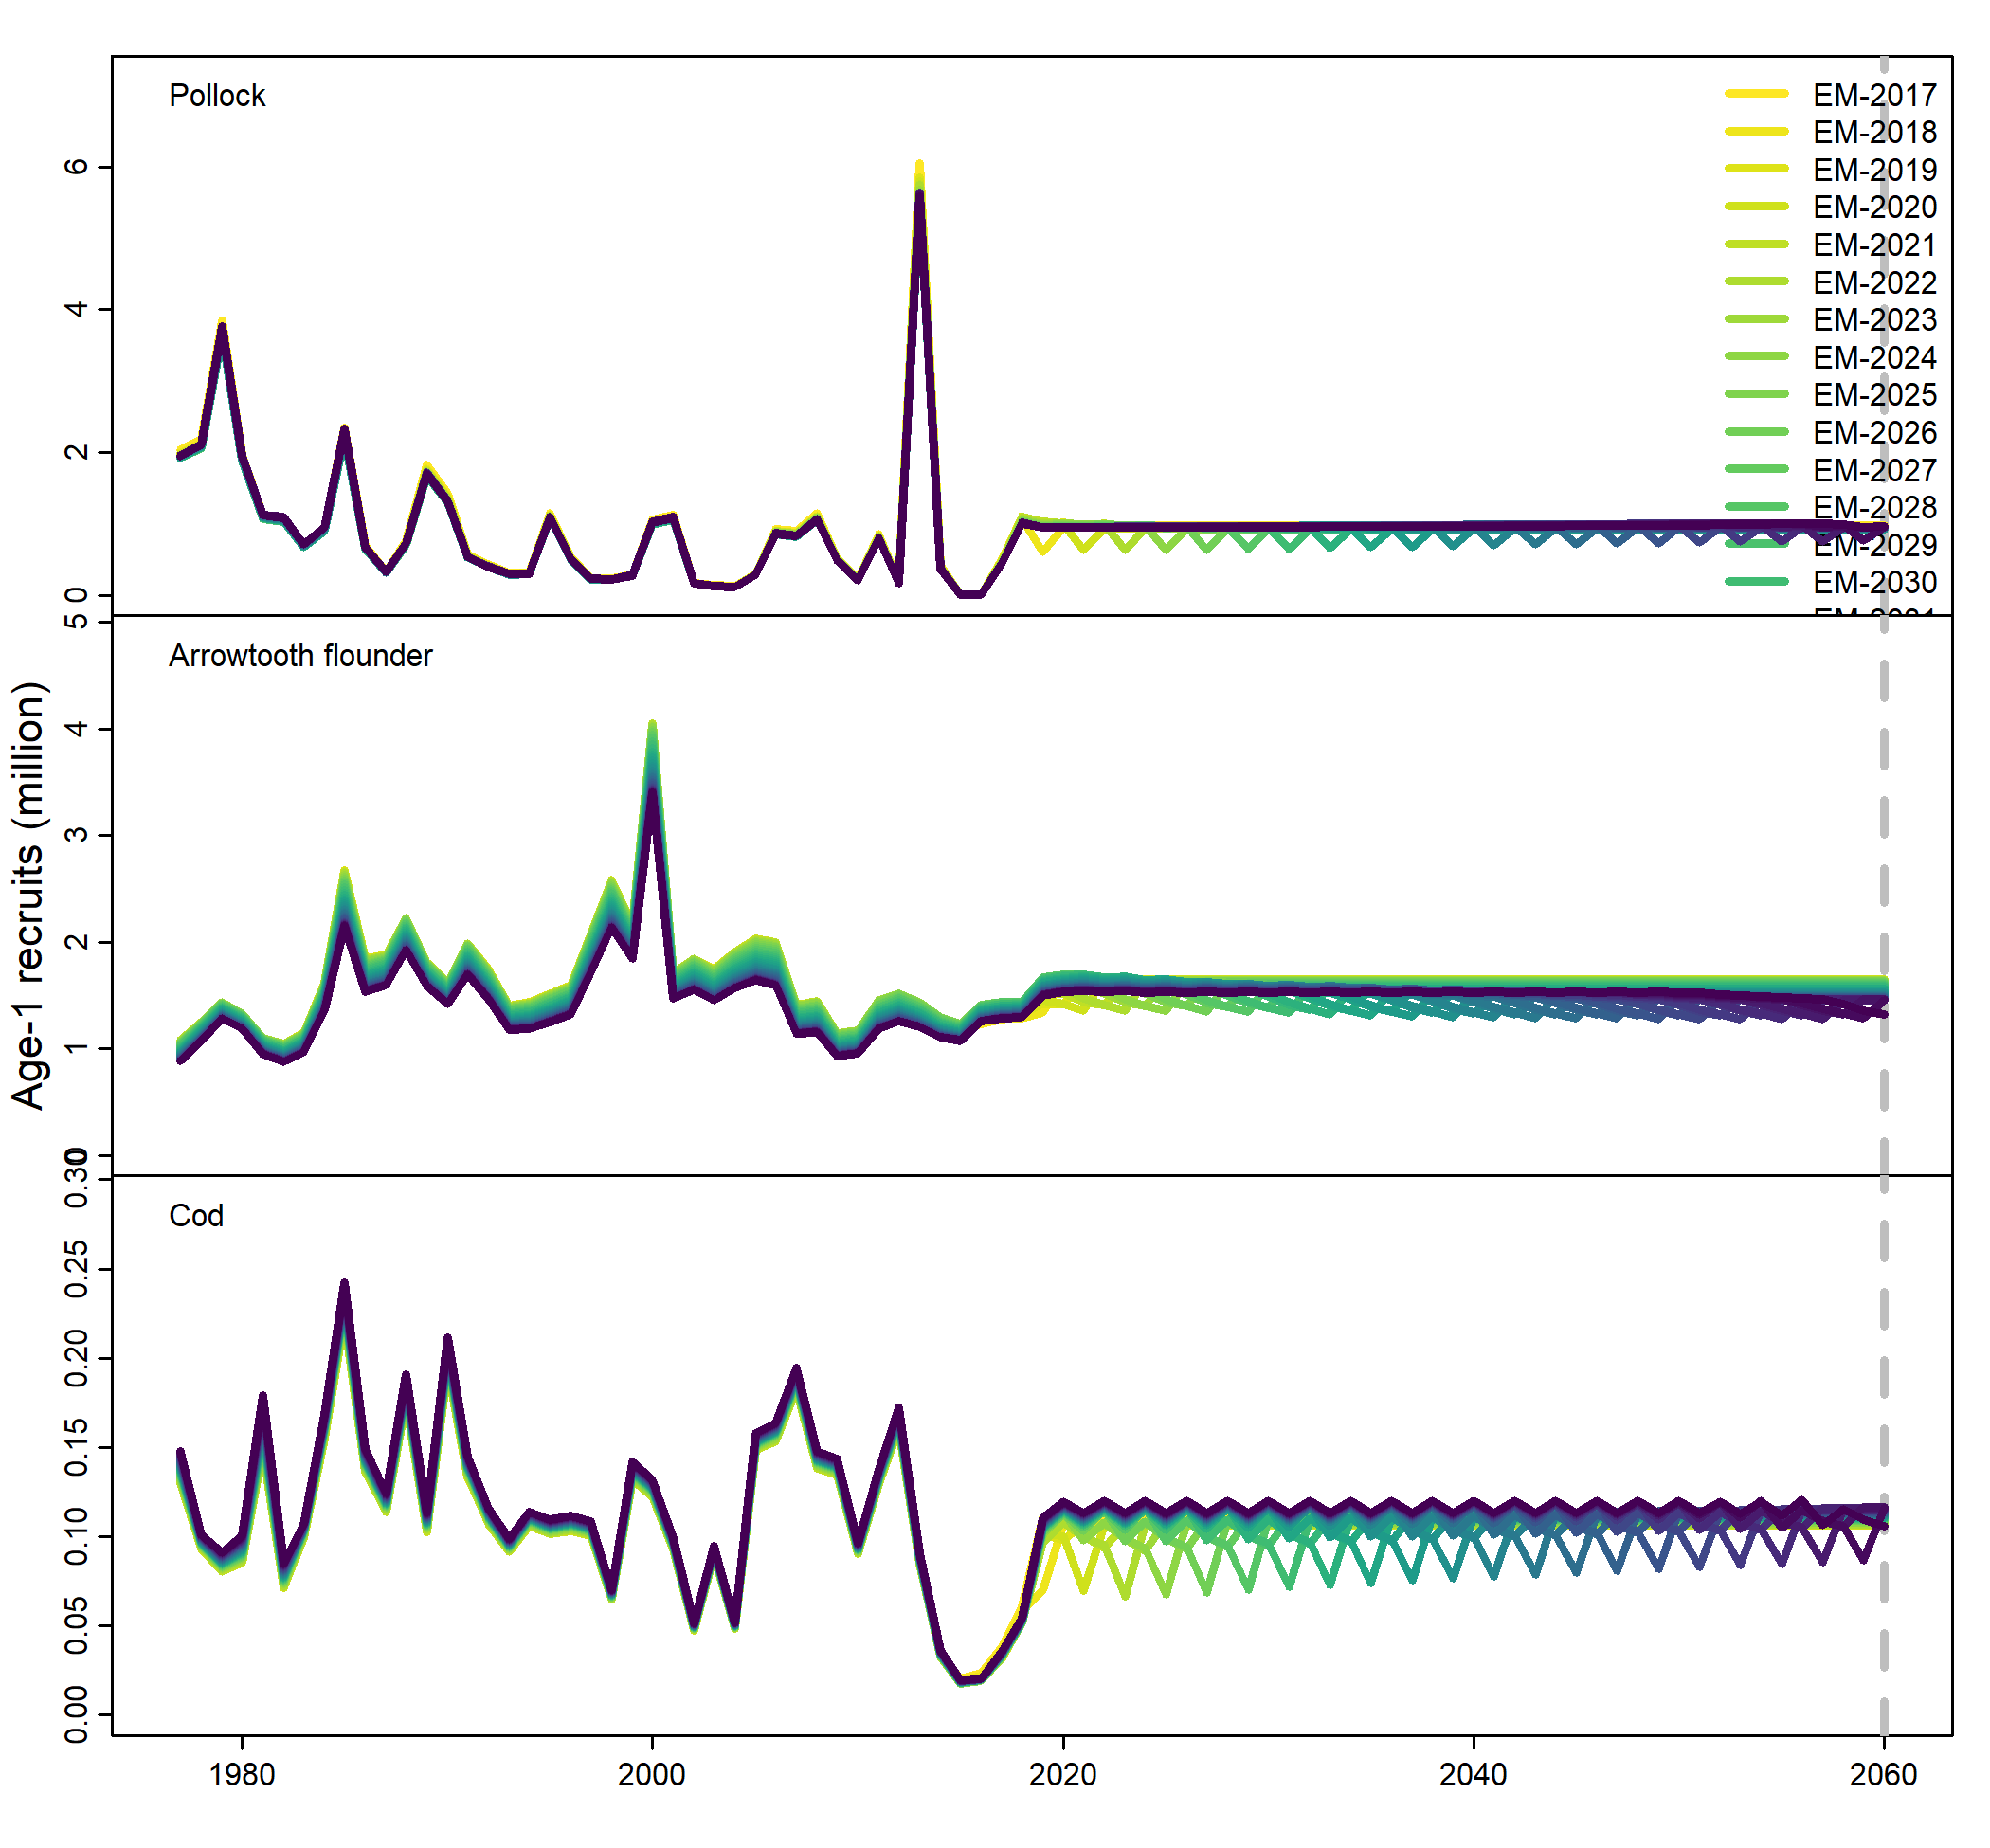 Pollock
EM-2017
EM-2018
EM-2019
EM-2020
EM-2021
EM-2022
EM-2023
EM-2024
EM-2025
EM-2026
EM-2027
EM-2028
EM-2029
EM-2030
6
4
2
0
Age-1 recruits (million)
Arrowtooth flounder
5
4
3
2
1
0
Cod
0.30
0.25
0.20
0.15
0.10
0.05
0.00
1980 2000 2020 2040 2060